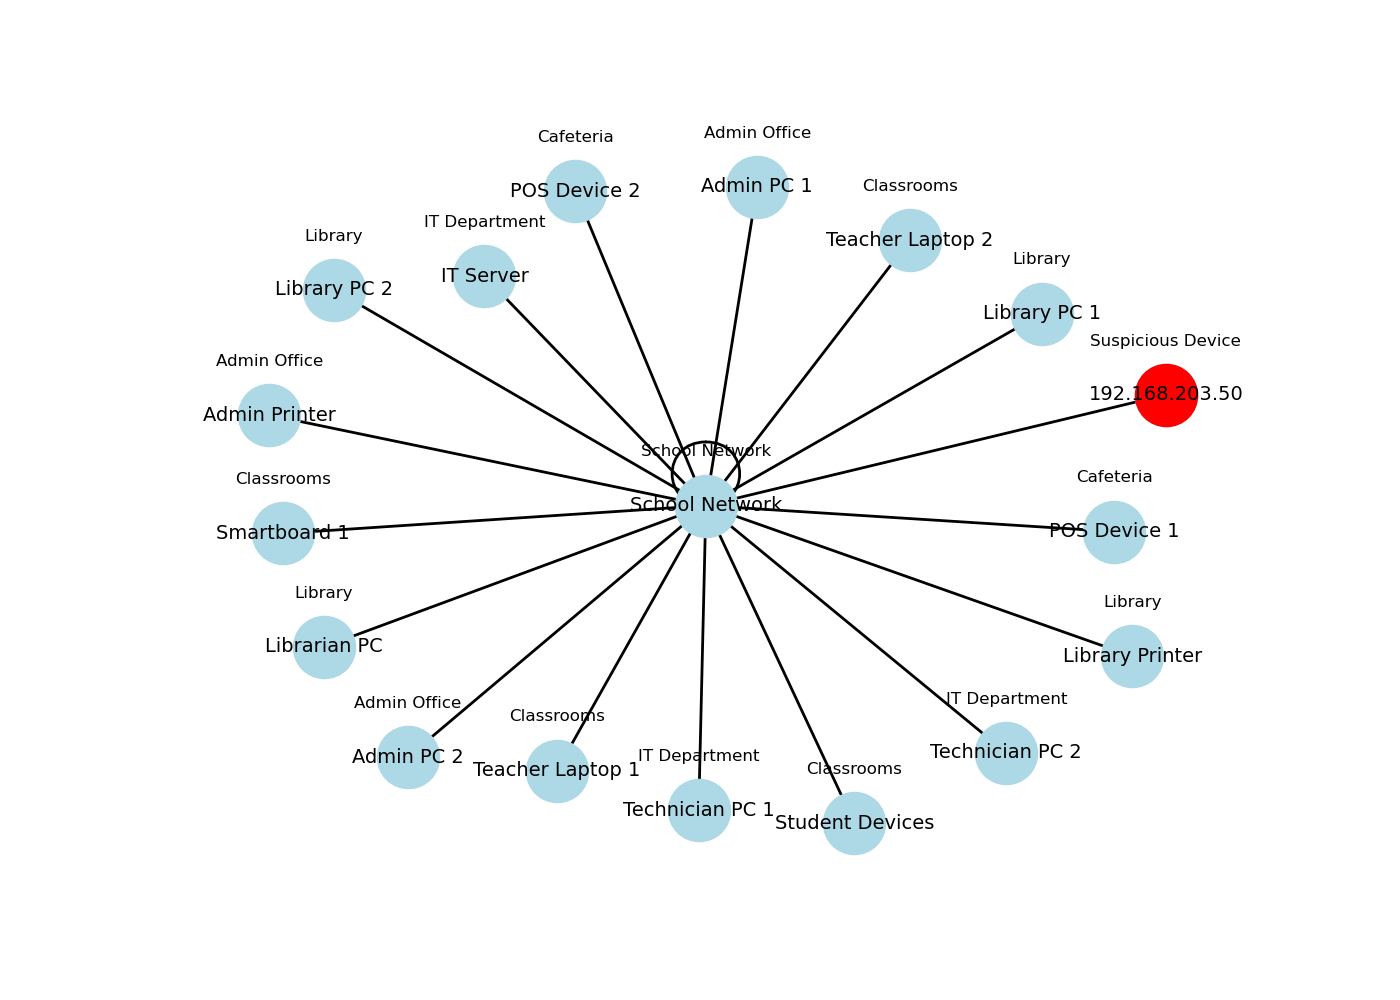 Admin Office
Admin PC 1
Cafeteria
POS Device 2
Classrooms
Teacher Laptop 2
IT Department
IT Server
Library
Library PC 2
Library
Library PC 1
Suspicious Device
192.168.203.50
Admin Office
Admin Printer
School Network
School Network
Classrooms
Smartboard 1
Cafeteria
POS Device 1
Library
Librarian PC
Library
Library Printer
Admin Office
Admin PC 2
Classrooms
Teacher Laptop 1
IT Department
Technician PC 2
IT Department
Technician PC 1
Classrooms
Student Devices